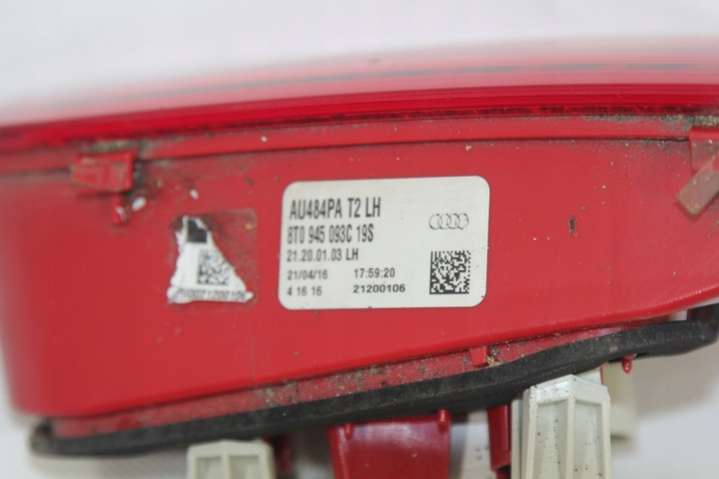 AU484PA T2 LH
8T0 945 093C 19S
21.20.01.03 LH
21/04/16 17:59:20
4 16 16 21200106